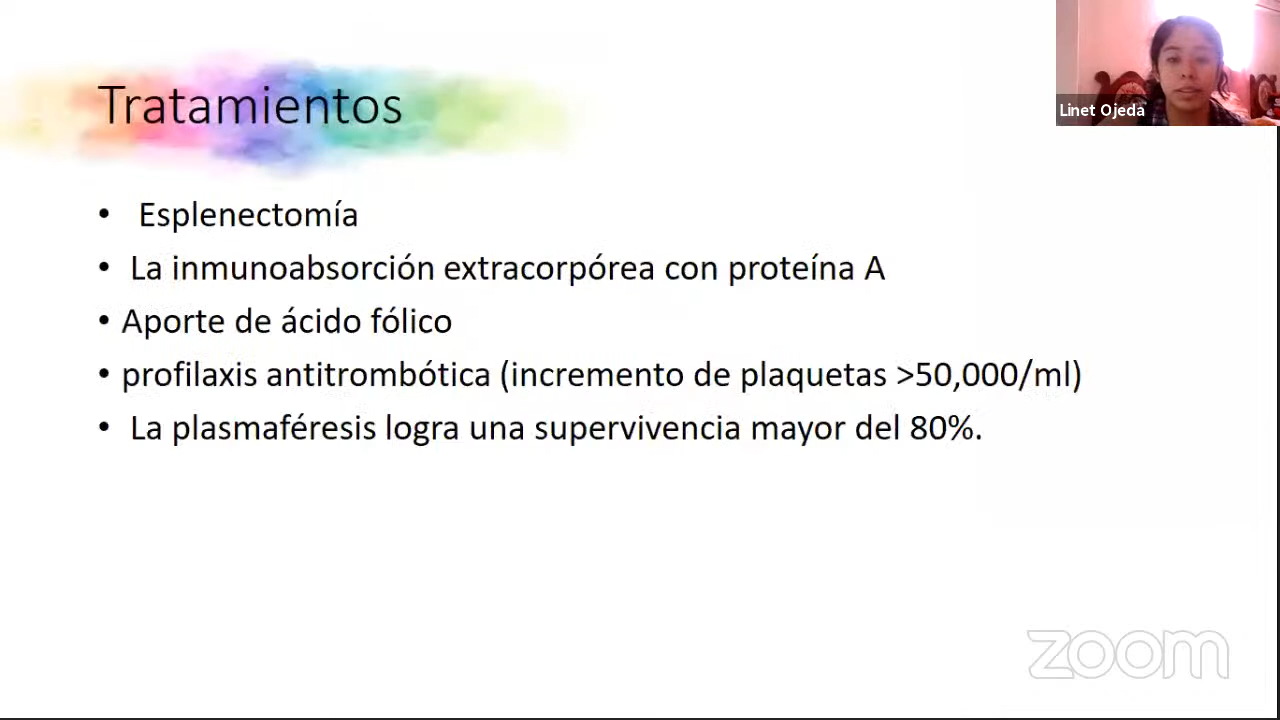 Tratamientos
Linet Ojeda
• Esplenectomía
• La inmunoabsorción extracorpórea con proteína A
• Aporte de ácido fólico
• profilaxis antitrombótica (incremento de plaquetas >50,000/ml)
• La plasmaféresis logra una supervivencia mayor del 80%.
zoom